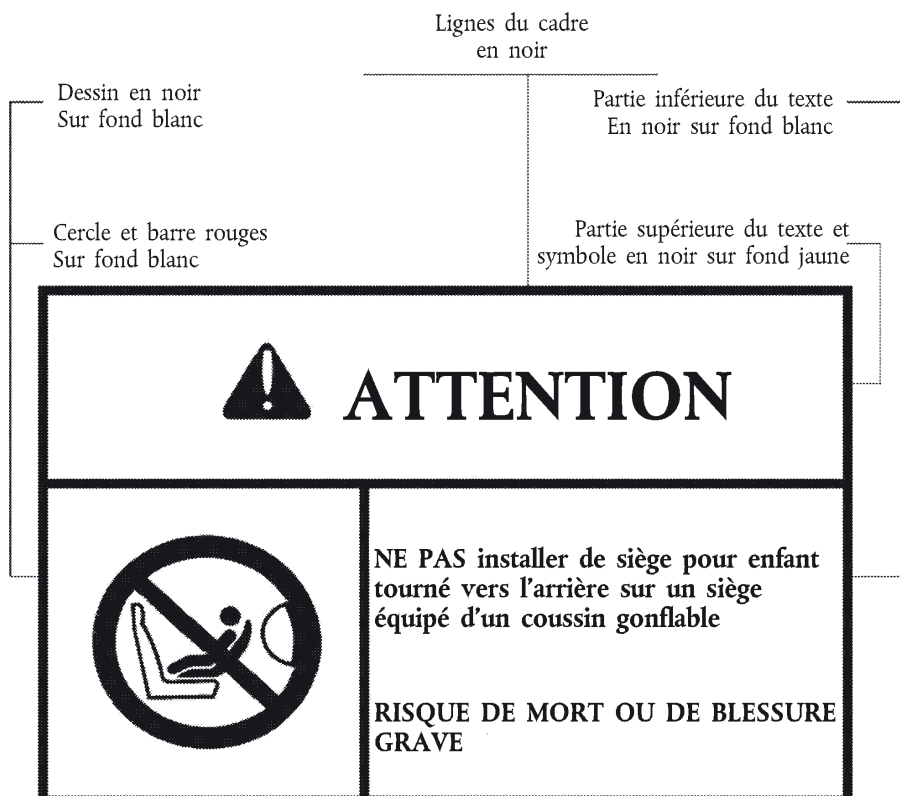 Lignes du cadre
en noir
Dessin en noir
Sur fond blanc
Partie inférieure du texte
En noir sur fond blanc
Cercle et barre rouges
Sur fond blanc
Partie supérieure du texte et
symbole en noir sur fond jaune
ATTENTION
NE PAS installer de siège pour enfant
tourné vers l'arrière sur un siège
équipé d'un coussin gonflable
RISQUE DE MORT OU DE BLESSURE
GRAVE